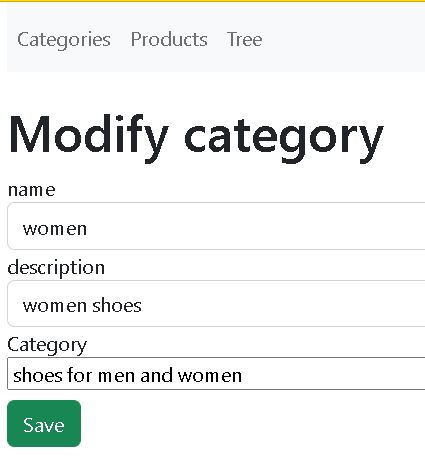 Categories Products Tree
Modify category
name
women
description
women shoes
Category
shoes for men and women
Save